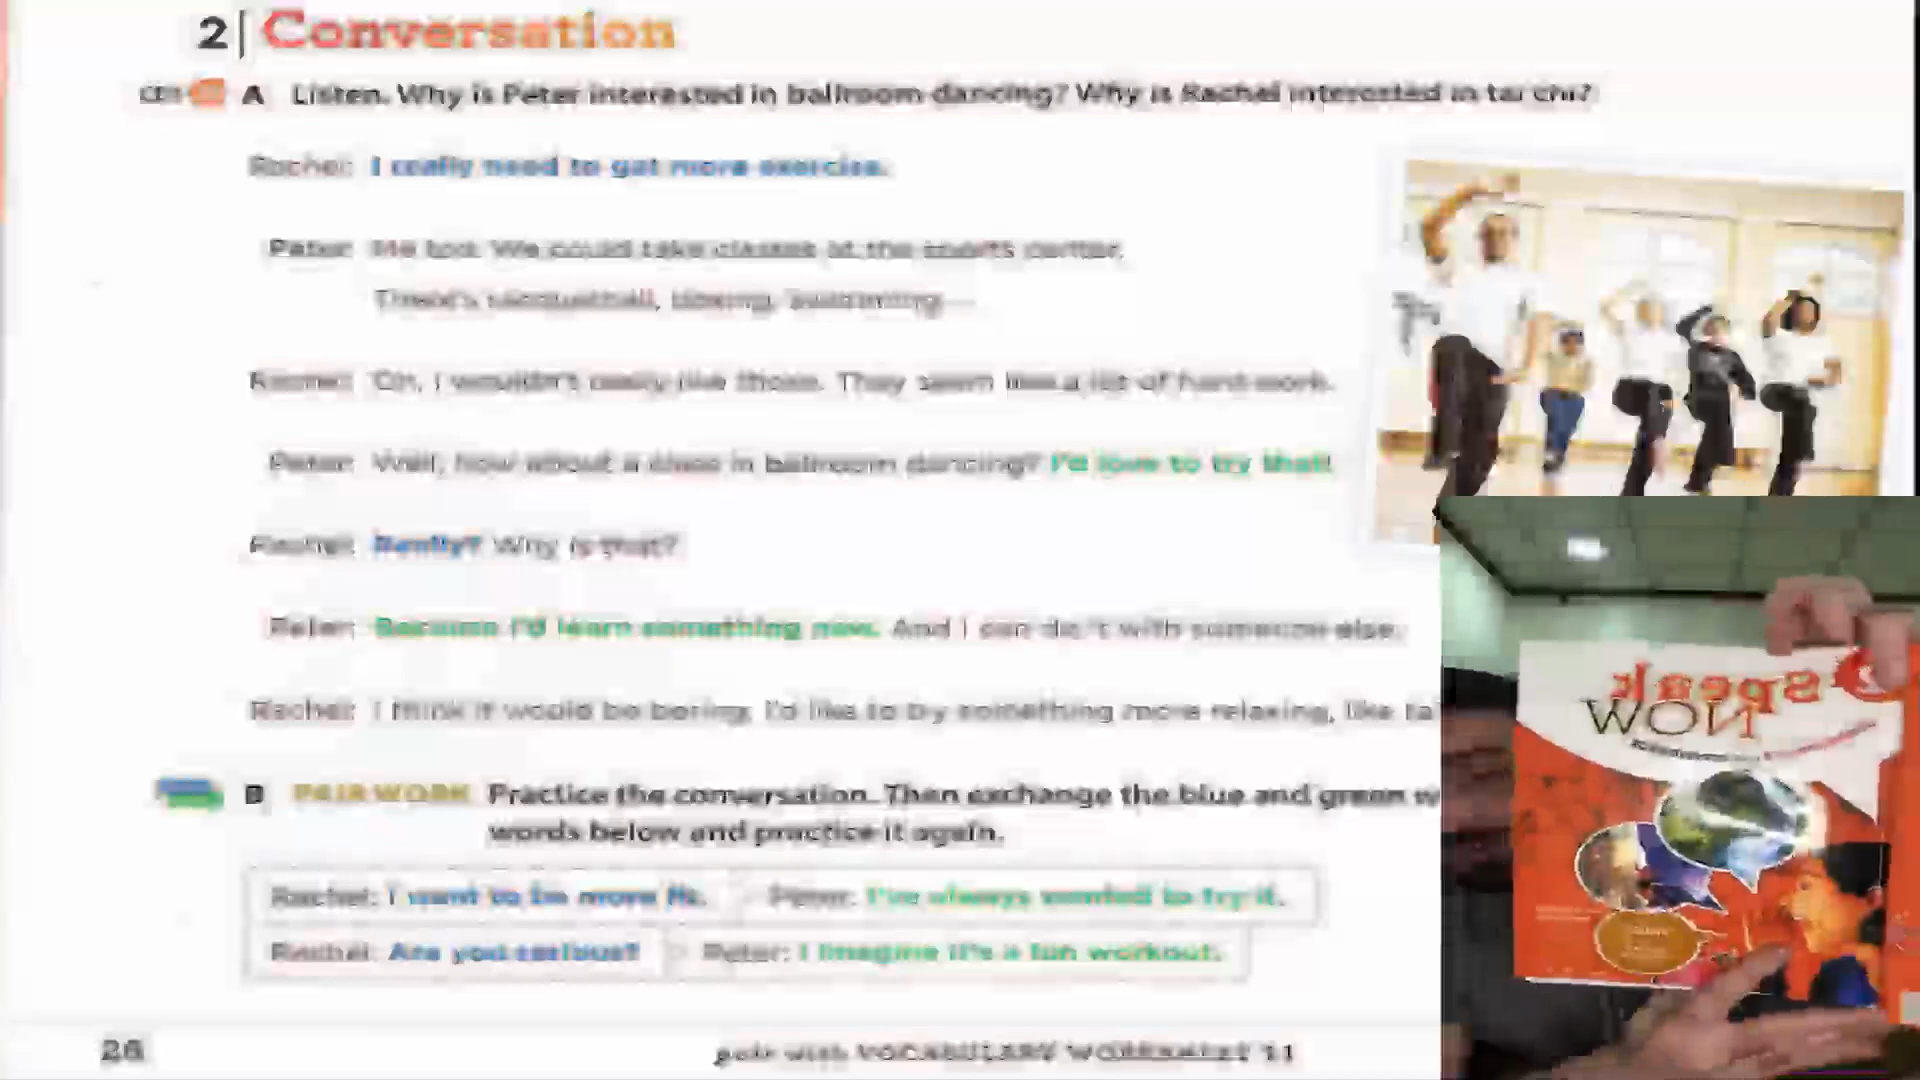 2 Conversation
A Listen. Why is Peter interested in ballroom dancing? Why is Rachel interested in tai chi?
Rachel: I really need to get more exercise.
Peter: Me too. We could take classes at the sports center.
There's racquetball, boxing, swimming ...
Rachel: Oh, I wouldn't really like those. They seem like a lot of hard work.
Peter: Well, how about a class in ballroom dancing? I'd love to try that!
Rachel: Really? Why is that?
Peter: Because I'd learn something new. And I can do it with someone else.
Rachel: I think it would be boring. I'd like to try something more relaxing, like tai
B PAIR WORK Practice the conversation. Then exchange the blue and green w
words below and practice it again.
Rachel: I want to be more fit. Peter: I've always wanted to try it.
Rachel: Are you serious? Peter: I imagine it's a fun workout.
26
goes with VOCABULARY WORKSHEET 11
Speak
NOW